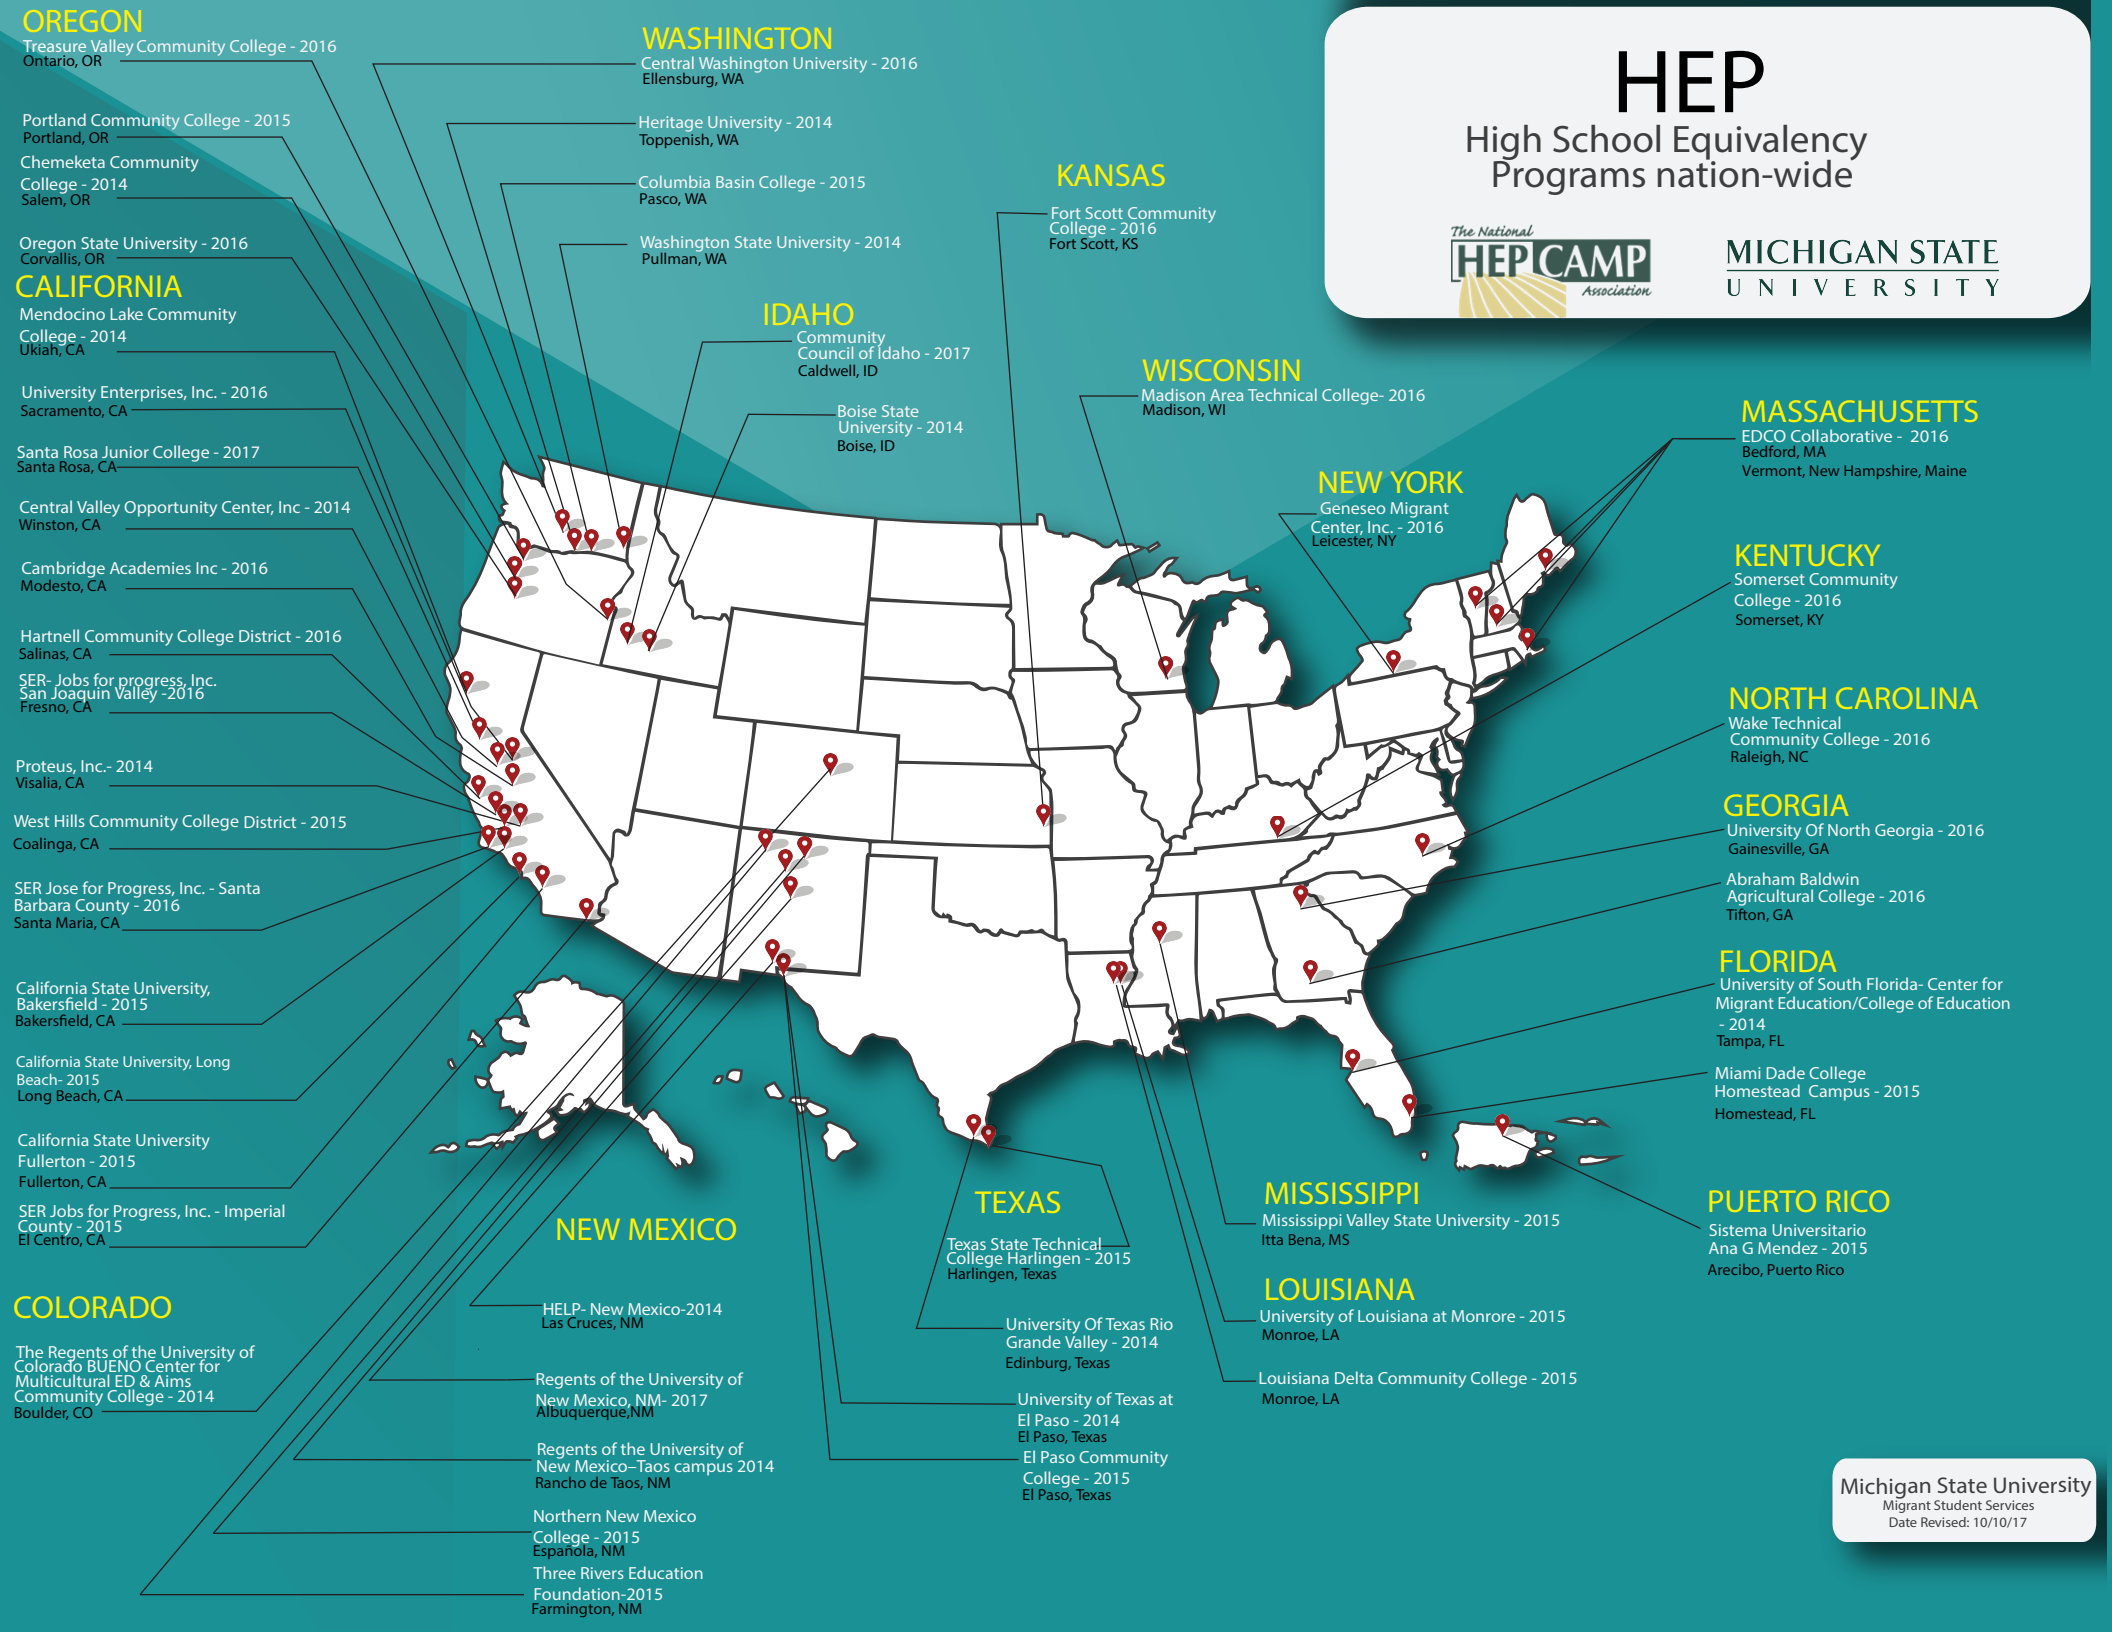 OREGON
Treasure Valley Community College - 2016
Ontario, OR
Portland Community College - 2015
Portland, OR
Chemeketa Community
College - 2014
Salem, OR
Oregon State University - 2016
Corvallis, OR
CALIFORNIA
Mendocino Lake Community
College - 2014
Ukiah, CA
University Enterprises, Inc. - 2016
Sacramento, CA
Santa Rosa Junior College - 2017
Santa Rosa, CA
Central Valley Opportunity Center, Inc - 2014
Winston, CA
Cambridge Academies Inc - 2016
Modesto, CA
Hartnell Community College District - 2016
Salinas, CA
SER- Jobs for progress, Inc.
San Joaquin Valley -2016
Fresno, CA
Proteus, Inc.- 2014
Visalia, CA
West Hills Community College District - 2015
Coalinga, CA
SER Jose for Progress, Inc. - Santa
Barbara County - 2016
Santa Maria, CA
California State University,
Bakersfield - 2015
Bakersfield, CA
California State University, Long
Beach- 2015
Long Beach, CA
California State University
Fullerton - 2015
Fullerton, CA
SER Jobs for Progress, Inc. - Imperial
County - 2015
El Centro, CA
COLORADO
The Regents of the University of
Colorado BUENO Center for
Multicultural ED & Aims
Community College - 2014
Boulder, CO
WASHINGTON
Central Washington University - 2016
Ellensburg, WA
Heritage University - 2014
Toppenish, WA
Columbia Basin College - 2015
Pasco, WA
Washington State University - 2014
Pullman, WA
IDAHO
Community
Council of Idaho - 2017
Caldwell, ID
Boise State
University - 2014
Boise, ID
KANSAS
Fort Scott Community
College - 2016
Fort Scott, KS
WISCONSIN
Madison Area Technical College- 2016
Madison, WI
NEW YORK
Geneseo Migrant
Center, Inc. - 2016
Leicester, NY
HEP
High School Equivalency
Programs nation-wide
The National
HEP CAMP
Association
MICHIGAN STATE
UNIVERSITY
MASSACHUSETTS
EDCO Collaborative - 2016
Bedford, MA
Vermont, New Hampshire, Maine
KENTUCKY
Somerset Community
College - 2016
Somerset, KY
NORTH CAROLINA
Wake Technical
Community College - 2016
Raleigh, NC
GEORGIA
University Of North Georgia - 2016
Gainesville, GA
Abraham Baldwin
Agricultural College - 2016
Tifton, GA
FLORIDA
University of South Florida- Center for
Migrant Education/College of Education
- 2014
Tampa, FL
Miami Dade College
Homestead Campus - 2015
Homestead, FL
PUERTO RICO
Sistema Universitario
Ana G Mendez - 2015
Arecibo, Puerto Rico
NEW MEXICO
HELP- New Mexico-2014
Las Cruces, NM
Regents of the University of
New Mexico, NM- 2017
Albuquerque,NM
Regents of the University of
New Mexico–Taos campus 2014
Rancho de Taos, NM
Northern New Mexico
College - 2015
Española, NM
Three Rivers Education
Foundation-2015
Farmington, NM
TEXAS
Texas State Technical
College Harlingen - 2015
Harlingen, Texas
University Of Texas Rio
Grande Valley - 2014
Edinburg, Texas
University of Texas at
El Paso - 2014
El Paso, Texas
El Paso Community
College - 2015
El Paso, Texas
MISSISSIPPI
Mississippi Valley State University - 2015
Itta Bena, MS
LOUISIANA
University of Louisiana at Monrore - 2015
Monroe, LA
Louisiana Delta Community College - 2015
Monroe, LA
Michigan State University
Migrant Student Services
Date Revised: 10/10/17